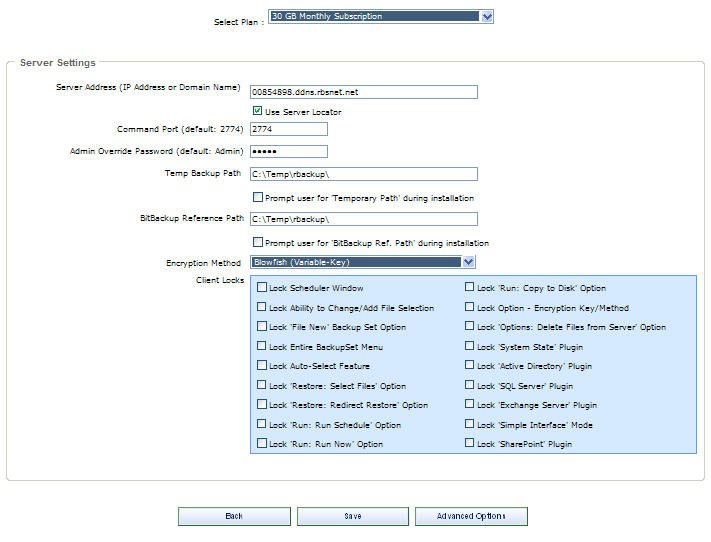 Select Plan :
30 GB Monthly Subscription
Server Settings
Server Address (IP Address or Domain Name)
00854898.ddns.rbsnet.net
Use Server Locator
Command Port (default: 2774)
2774
Admin Override Password (default: Admin)
•••••
Temp Backup Path
C:\Temp\rbackup\
Prompt user for 'Temporary Path' during installation
BitBackup Reference Path
C:\Temp\rbackup\
Prompt user for 'BitBackup Ref. Path' during installation
Encryption Method
Blowfish (Variable-Key)
Client Locks
Lock Scheduler Window
Lock 'Run: Copy to Disk' Option
Lock Ability to Change/Add File Selection
Lock Option - Encryption Key/Method
Lock 'File New' Backup Set Option
Lock 'Options: Delete Files from Server' Option
Lock Entire BackupSet Menu
Lock 'System State' Plugin
Lock Auto-Select Feature
Lock 'Active Directory' Plugin
Lock 'Restore: Select Files' Option
Lock 'SQL Server' Plugin
Lock 'Restore: Redirect Restore' Option
Lock 'Exchange Server' Plugin
Lock 'Run: Run Schedule' Option
Lock 'Simple Interface' Mode
Lock 'Run: Run Now' Option
Lock 'SharePoint' Plugin
Back
Save
Advanced Options